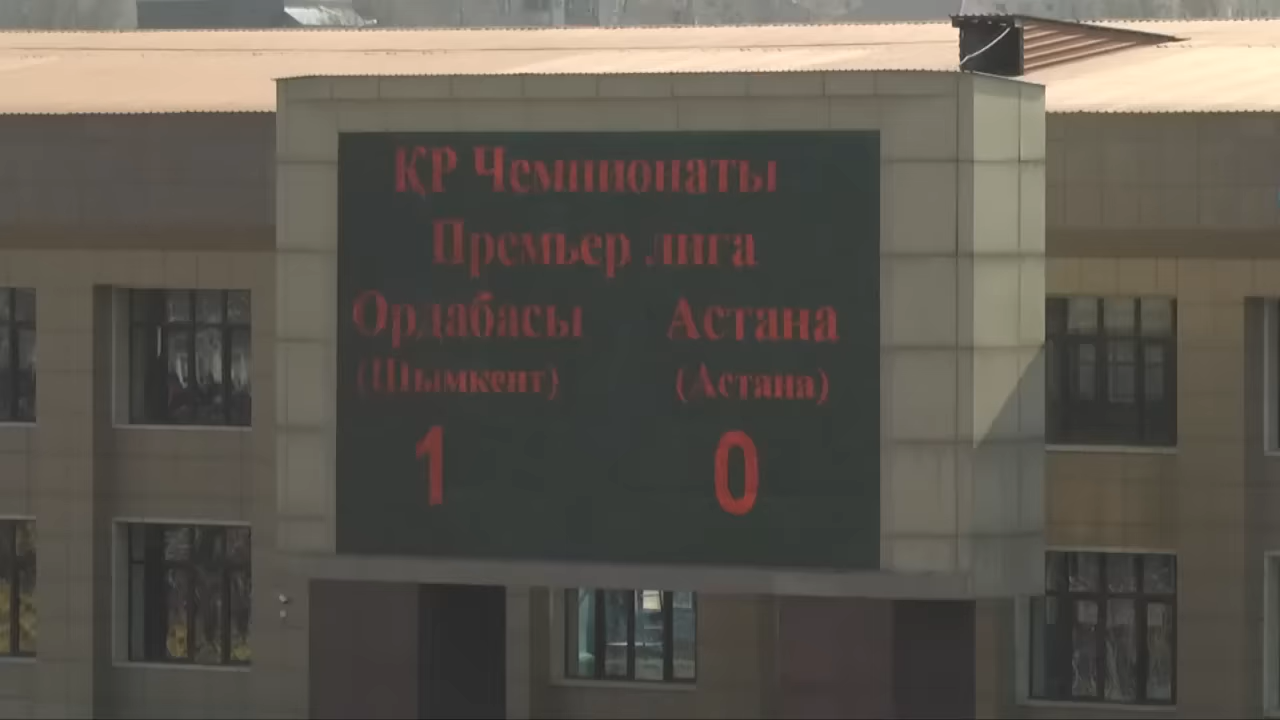 ҚР Чемпионаты
Премьер лига
Ордабасы Астана
(Шымкент) (Астана)
1 0